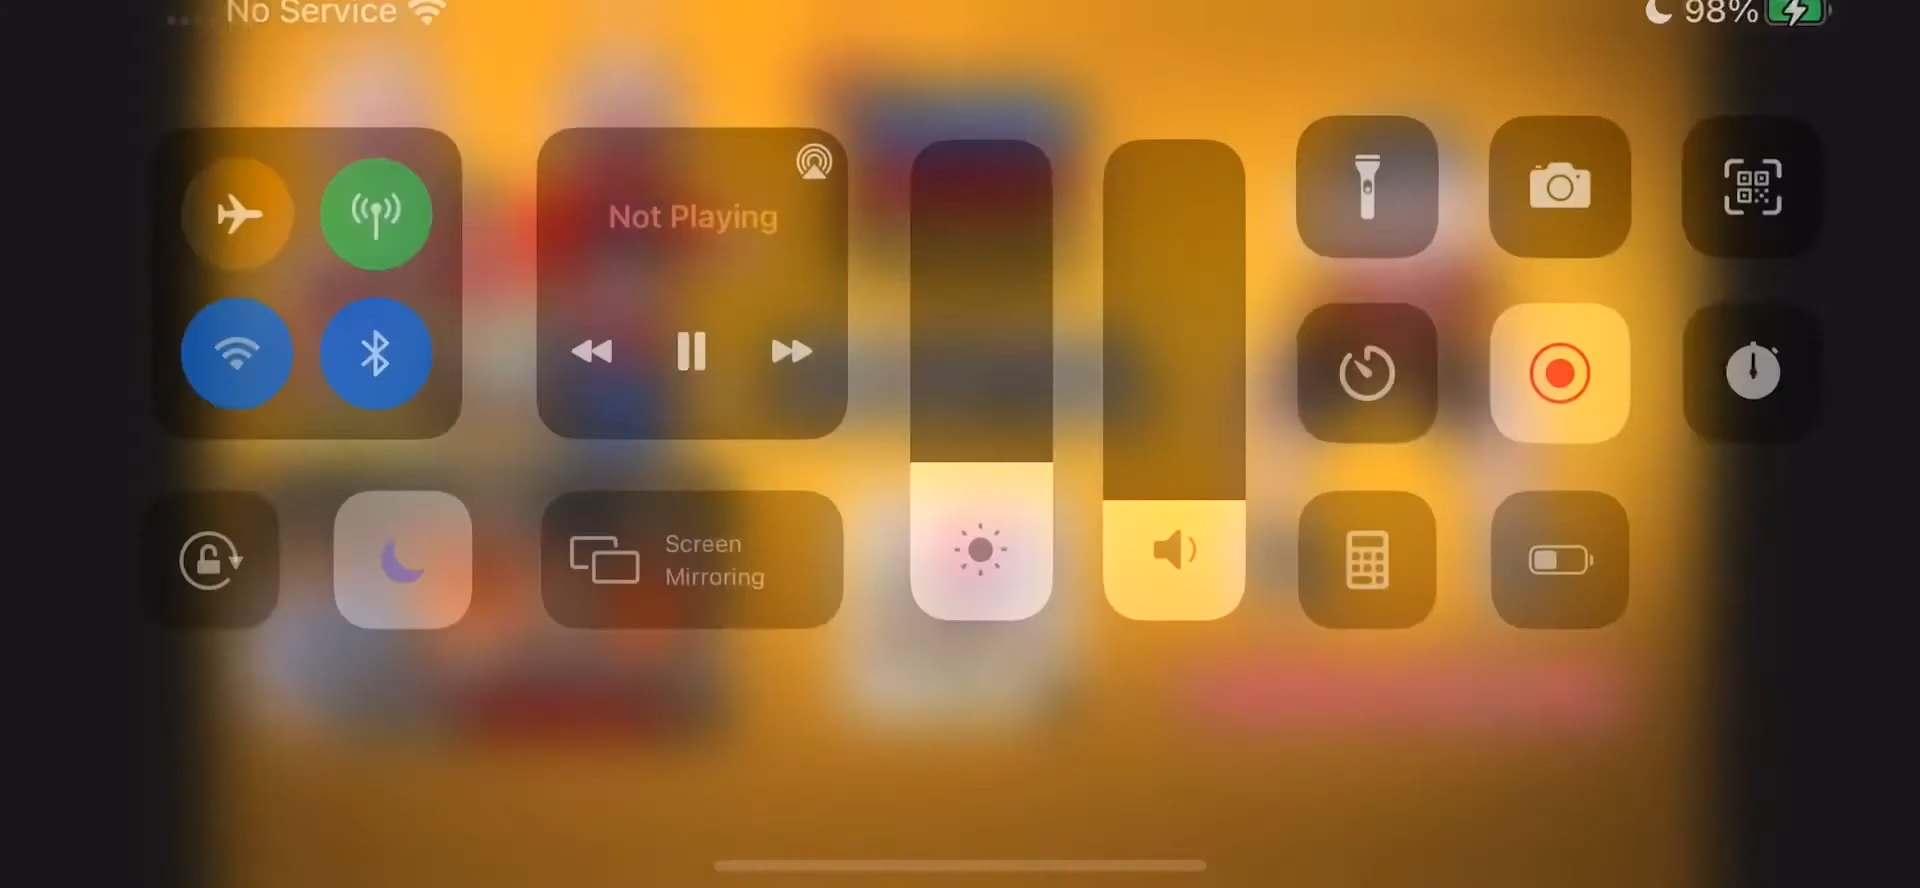 No Service
98%
Not Playing
Screen
Mirroring